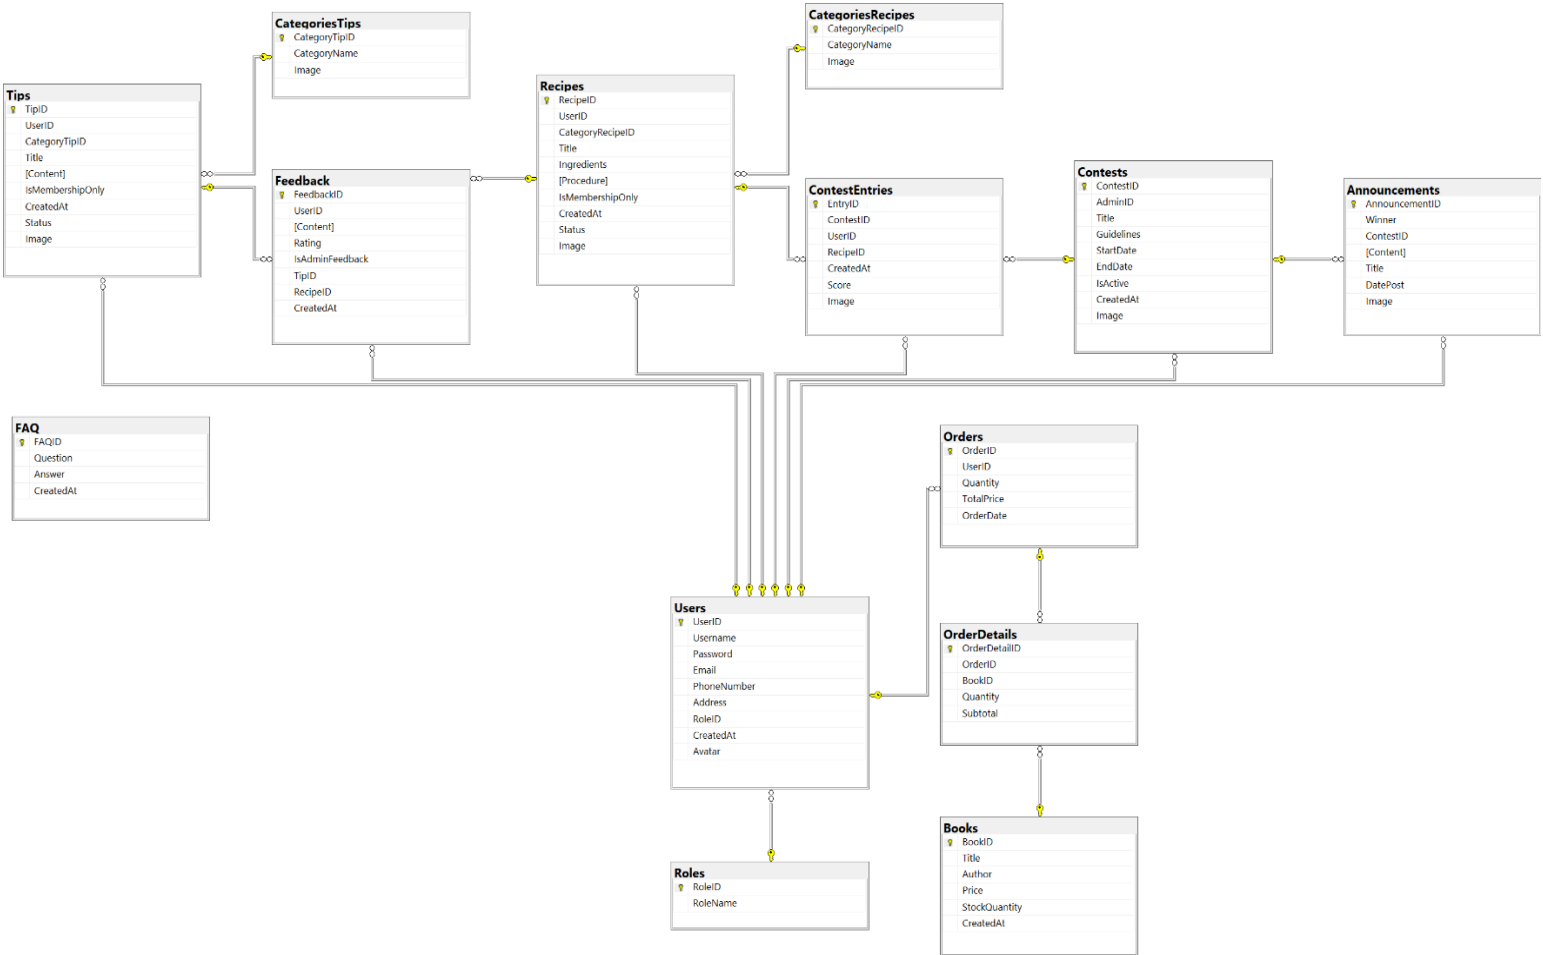 CategoriesTips
CategoryTipID
CategoryName
Image
CategoriesRecipes
CategoryRecipeID
CategoryName
Image
Tips
TipID
UserID
CategoryTipID
Title
[Content]
IsMembershipOnly
CreatedAt
Status
Image
Recipes
RecipeID
UserID
CategoryRecipeID
Title
Ingredients
[Procedure]
IsMembershipOnly
CreatedAt
Status
Image
Feedback
FeedbackID
UserID
[Content]
Rating
IsAdminFeedback
TipID
RecipeID
CreatedAt
ContestEntries
EntryID
ContestID
UserID
RecipeID
CreatedAt
Score
Image
Contests
ContestID
AdminID
Title
Guidelines
StartDate
EndDate
IsActive
CreatedAt
Image
Announcements
AnnouncementID
Winner
ContestID
[Content]
Title
DatePost
Image
FAQ
FAQID
Question
Answer
CreatedAt
Orders
OrderID
UserID
Quantity
TotalPrice
OrderDate
Users
UserID
Username
Password
Email
PhoneNumber
Address
RoleID
CreatedAt
Avatar
OrderDetails
OrderDetailID
OrderID
BookID
Quantity
Subtotal
Roles
RoleID
RoleName
Books
BookID
Title
Author
Price
StockQuantity
CreatedAt